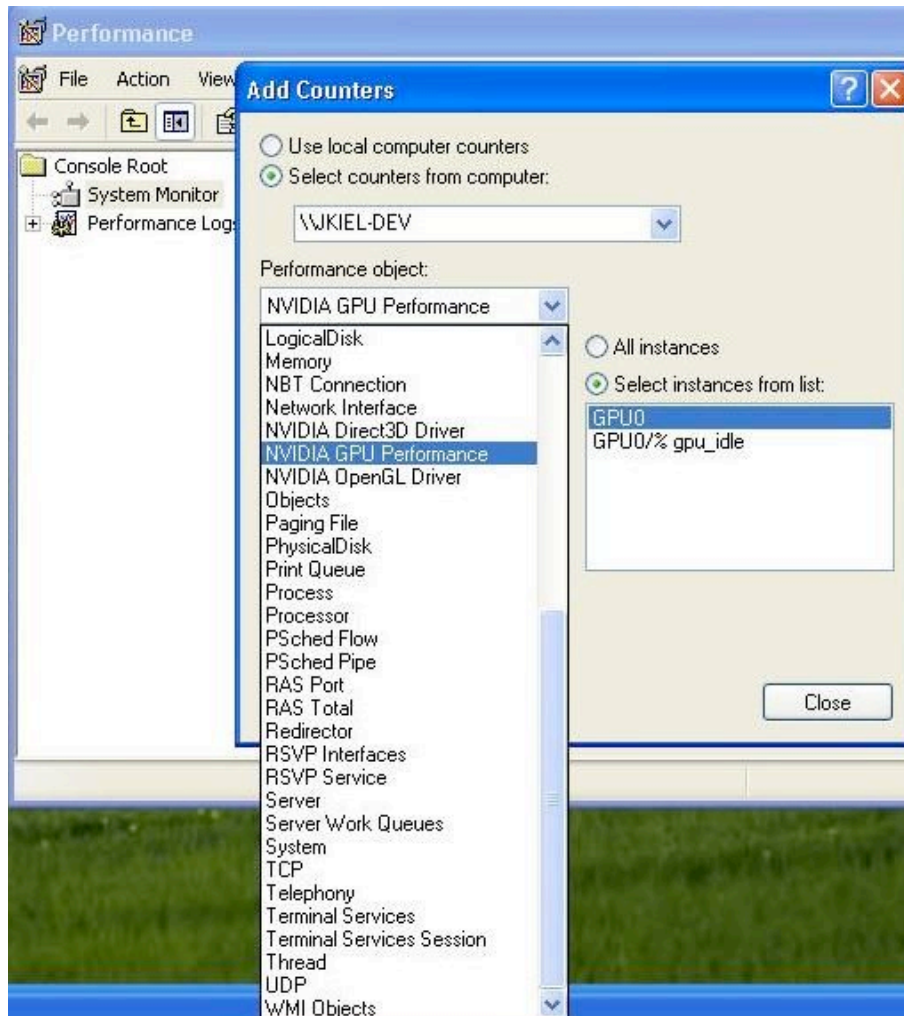 Performance
File Action View
Add Counters
Console Root
System Monitor
Performance Log
Use local computer counters
Select counters from computer:
\\JKIEL-DEV
Performance object:
NVIDIA GPU Performance
LogicalDisk
Memory
NBT Connection
Network Interface
NVIDIA Direct3D Driver
NVIDIA GPU Performance
NVIDIA OpenGL Driver
Objects
Paging File
PhysicalDisk
Print Queue
Process
Processor
PSched Flow
PSched Pipe
RAS Port
RAS Total
Redirector
RSVP Interfaces
RSVP Service
Server
Server Work Queues
System
TCP
Telephony
Terminal Services
Terminal Services Session
Thread
UDP
WMI Objects
All instances
Select instances from list:
GPU0
GPU0/% gpu_idle
Close